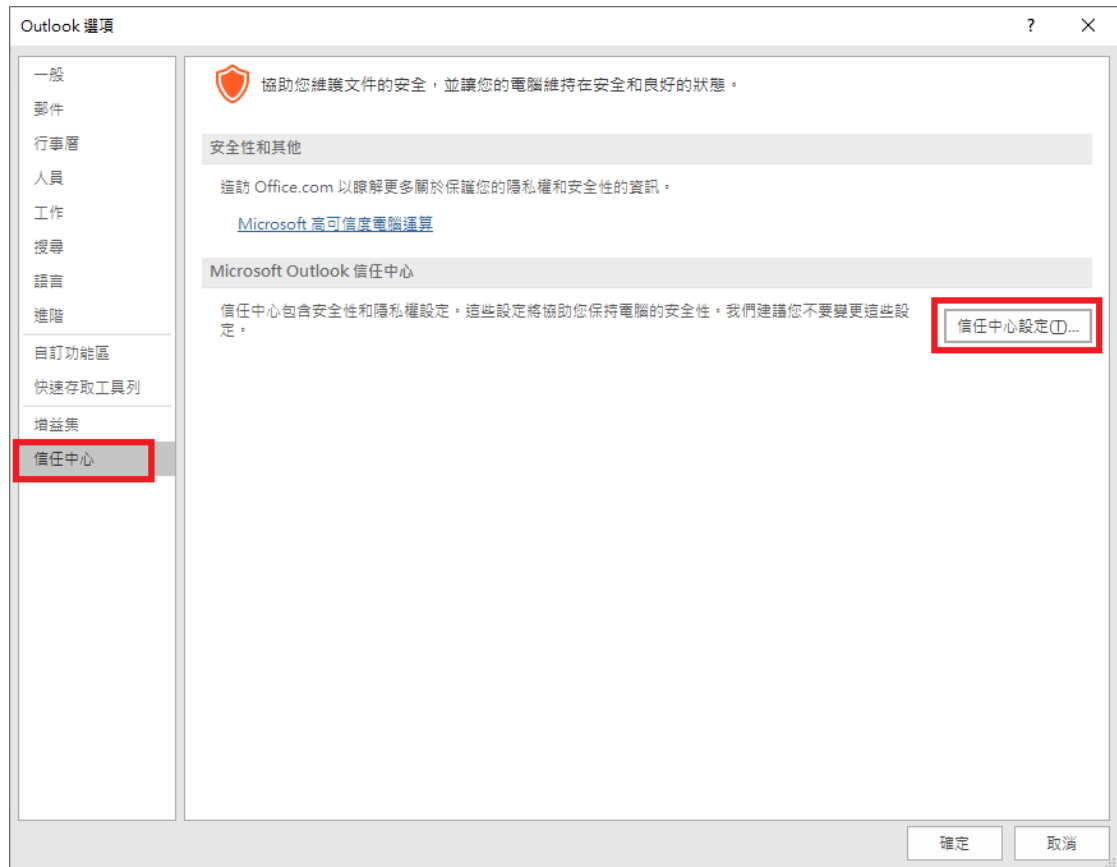 Outlook 選項
?
一般
郵件
行事曆
人員
工作
搜尋
語言
進階
自訂功能區
快速存取工具列
增益集
信任中心
協助您維護文件的安全，並讓您的電腦維持在安全和良好的狀態。
安全性和其他
造訪 Office.com 以瞭解更多關於保護您的隱私權和安全性的資訊。
Microsoft 高可信度電腦運算
Microsoft Outlook 信任中心
信任中心包含安全性和隱私權設定。這些設定將協助您保持電腦的安全性。我們建議您不要變更這些設
定。
信任中心設定(T)...
確定
取消